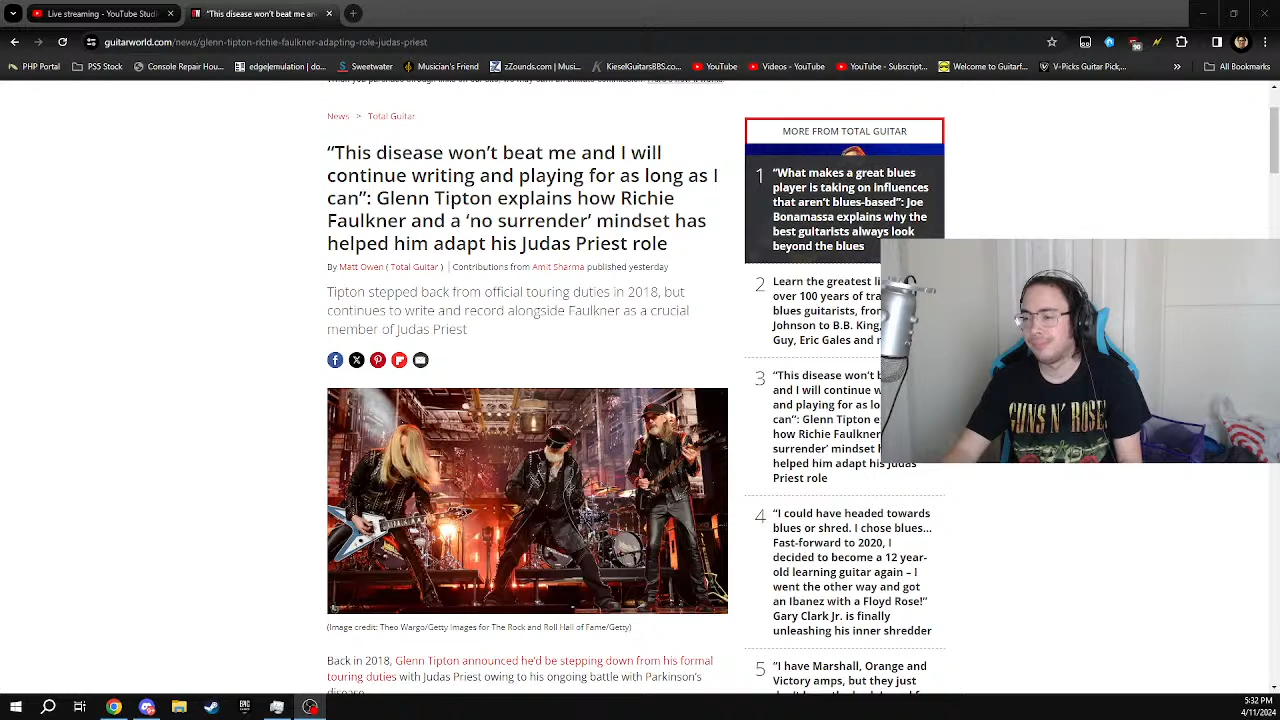 Live streaming - YouTube Studi
"This disease won't beat me an
guitarworld.com/news/glenn-tipton-richie-faulkner-adapting-role-judas-priest
90
PHP Portal
PS5 Stock
Console Repair Hou...
edgejemulation | do...
Sweetwater
Musician's Friend
zZounds.com | Musi...
KieselGuitarsBBS.co...
YouTube
Videos - YouTube
YouTube - Subscript...
Welcome to Guitarf...
V-Picks Guitar Pick,...
»
All Bookmarks
News > Total Guitar
"This disease won't beat me and I will
continue writing and playing for as long as I
can": Glenn Tipton explains how Richie
Faulkner and a 'no surrender' mindset has
helped him adapt his Judas Priest role
By Matt Owen ( Total Guitar ) | Contributions from Amit Sharma published yesterday
Tipton stepped back from official touring duties in 2018, but
continues to write and record alongside Faulkner as a crucial
member of Judas Priest
(Image credit: Theo Wargo/Getty Images for The Rock and Roll Hall of Fame/Getty)
Back in 2018, Glenn Tipton announced he'd be stepping down from his formal
touring duties with Judas Priest owing to his ongoing battle with Parkinson's
disease
MORE FROM TOTAL GUITAR
1 "What makes a great blues
player is taking on influences
that aren't blues-based": Joe
Bonamassa explains why the
best guitarists always look
beyond the blues
2 Learn the greatest li
over 100 years of tra
blues guitarists, fro
Johnson to B.B. King,
Guy, Eric Gales and
3 "This disease won't b
and I will continue w
and playing for as lo
can": Glenn Tipton e
how Richie Faulkner
surrender' mindset h
helped him adapt his Judas
Priest role
4 "I could have headed towards
blues or shred. I chose blues...
Fast-forward to 2020, I
decided to become a 12 year-
old learning guitar again – I
went the other way and got
an Ibanez with a Floyd Rose!"
Gary Clark Jr. is finally
unleashing his inner shredder
5 "I have Marshall, Orange and
Victory amps, but they just
GUNS N' ROSE
5:32 PM
4/11/2024